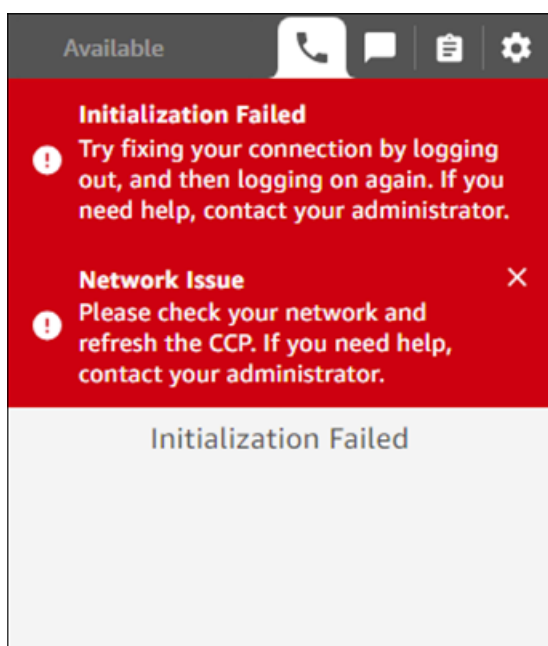 Available
Initialization Failed
Try fixing your connection by logging
out, and then logging on again. If you
need help, contact your administrator.
Network Issue
Please check your network and
refresh the CCP. If you need help,
contact your administrator.
Initialization Failed